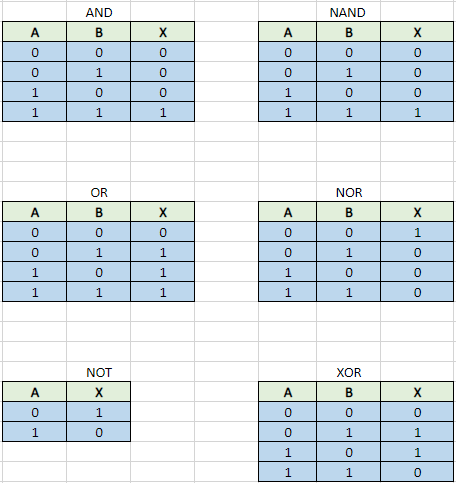 AND NAND
A B X A B X
0 0 0 0 0 0
0 1 0 0 1 0
1 0 0 1 0 0
1 1 1 1 1 1
OR NOR
A B X A B X
0 0 0 0 0 1
0 1 1 0 1 0
1 0 1 1 0 0
1 1 1 1 1 0
NOT XOR
A X A B X
0 1 0 0 0
1 0 0 1 1
1 0 1
1 1 0